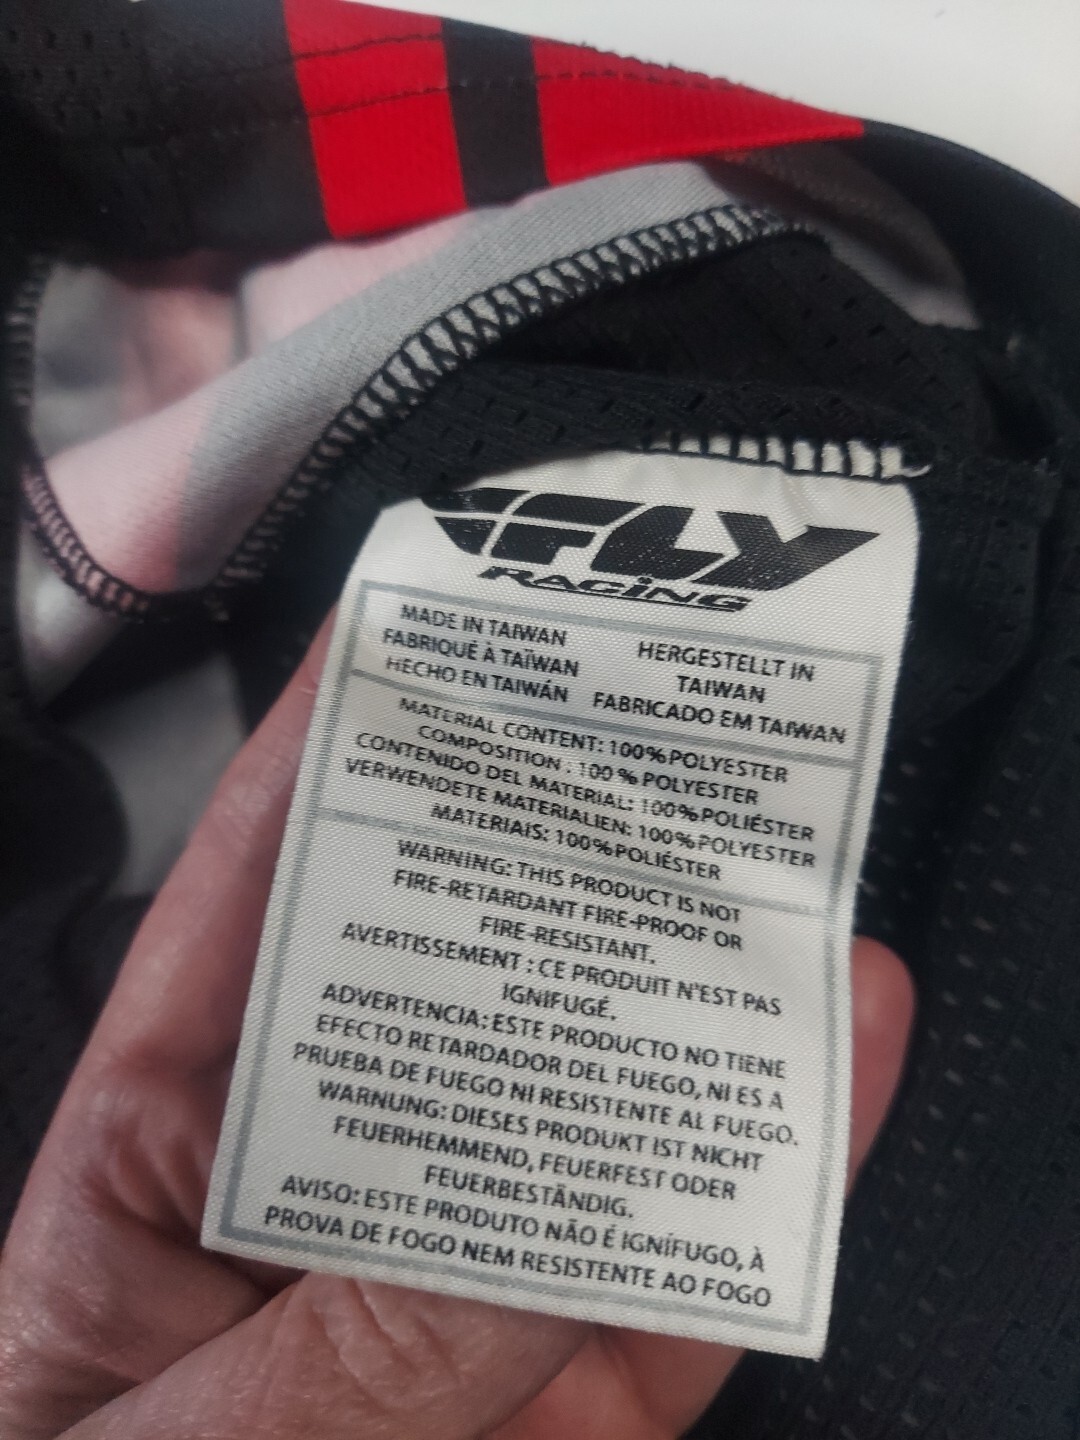 FLY
RACING
MADE IN TAIWAN
FABRIQUÉ À TAÏWAN
HECHO EN TAIWÁN
HERGESTELLT IN
TAIWAN
FABRICADO EM TAIWAN
MATERIAL CONTENT: 100% POLYESTER
COMPOSITION : 100 % POLYESTER
CONTENIDO DEL MATERIAL: 100% POLIÉSTER
VERWENDETE MATERIALIEN: 100% POLYESTER
MATERIAIS: 100% POLIÉSTER
WARNING: THIS PRODUCT IS NOT
FIRE-RETARDANT FIRE-PROOF OR
FIRE-RESISTANT.
AVERTISSEMENT : CE PRODUIT N'EST PAS
IGNIFUGÉ.
ADVERTENCIA: ESTE PRODUCTO NO TIENE
EFECTO RETARDADOR DEL FUEGO, NI ES A
PRUEBA DE FUEGO NI RESISTENTE AL FUEGO.
WARNUNG: DIESES PRODUKT IST NICHT
FEUERHEMMEND, FEUERFEST ODER
FEUERBESTÄNDIG.
AVISO: ESTE PRODUTO NÃO É IGNÍFUGO, À
PROVA DE FOGO NEM RESISTENTE AO FOGO